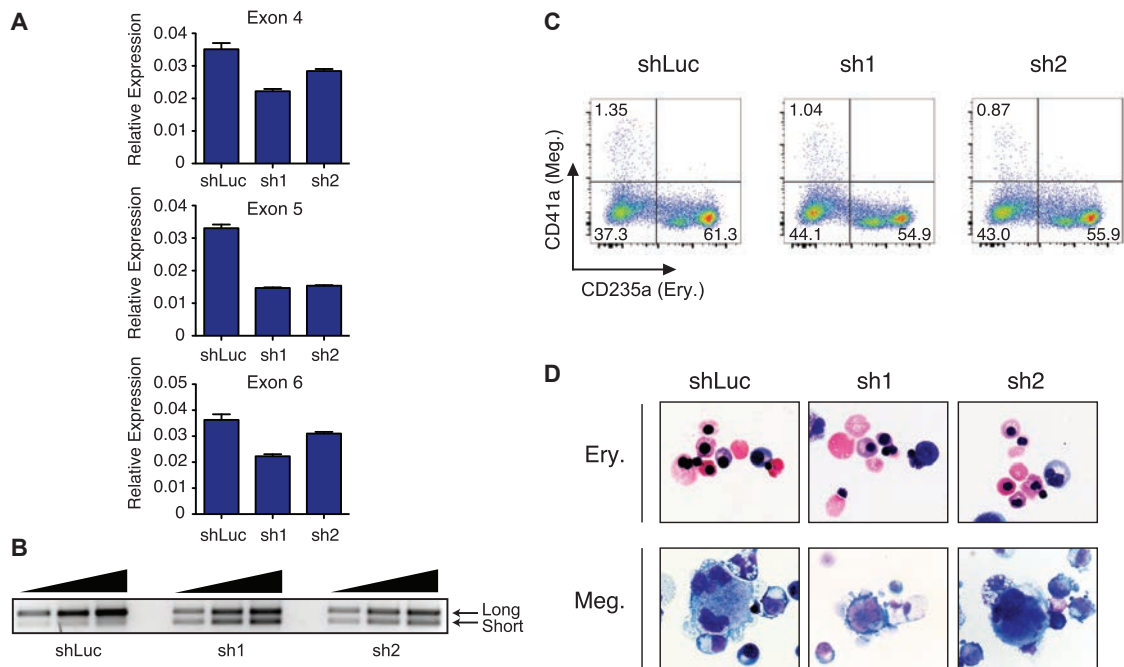 A
Exon 4
Relative Expression
0.04
0.03
0.02
0.01
0
shLuc sh1 sh2
Exon 5
Relative Expression
0.04
0.03
0.02
0.01
0
shLuc sh1 sh2
Exon 6
Relative Expression
0.05
0.04
0.03
0.02
0.01
0
shLuc sh1 sh2
B
Long
Short
shLuc sh1 sh2
C
shLuc sh1 sh2
1.35 1.04 0.87
37.3 61.3 44.1 54.9 43.0 55.9
CD41a (Meg.)
CD235a (Ery.)
D
shLuc sh1 sh2
Ery.
Meg.